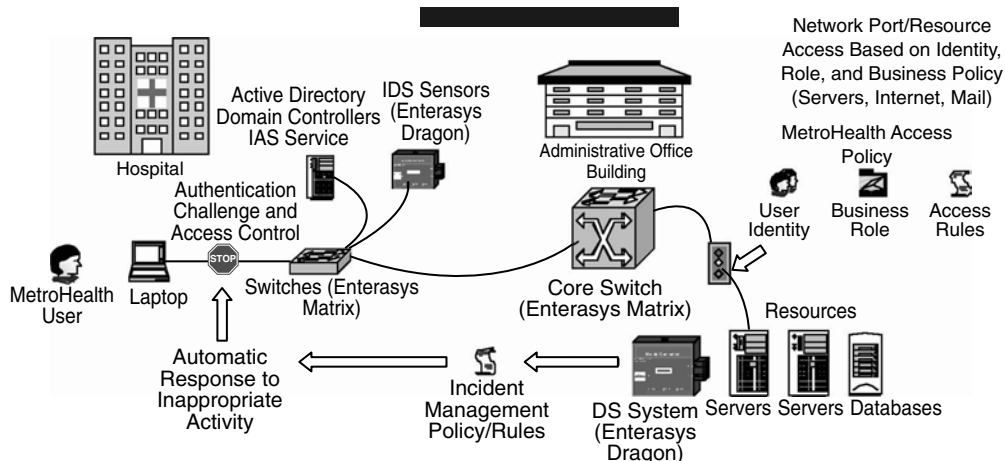 Network Port/Resource
Access Based on Identity,
Role, and Business Policy
(Servers, Internet, Mail)
Hospital
Active Directory
Domain Controllers
IAS Service
IDS Sensors
(Enterasys
Dragon)
Administrative Office
Building
MetroHealth Access
Policy
User
Identity
Business
Role
Access
Rules
Authentication
Challenge and
Access Control
STOP
MetroHealth
User
Laptop
Switches (Enterasys
Matrix)
Core Switch
(Enterasys Matrix)
Resources
Automatic
Response to
Inappropriate
Activity
Incident
Management
Policy/Rules
DS System
(Enterasys
Dragon)
Servers
Servers
Databases